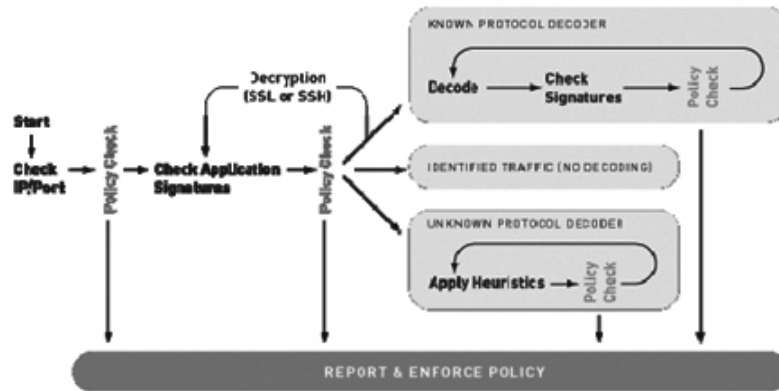 Start
Check
IP/Port
Policy Check
Check Application
Signatures
Decryption
(SSL or SSH)
Policy Check
KNOWN PROTOCOL DECODER
Decode
Check
Signatures
Policy
Check
IDENTIFIED TRAFFIC (NO DECODING)
UNKNOWN PROTOCOL DECODER
Apply Heuristics
Policy
Check
REPORT & ENFORCE POLICY